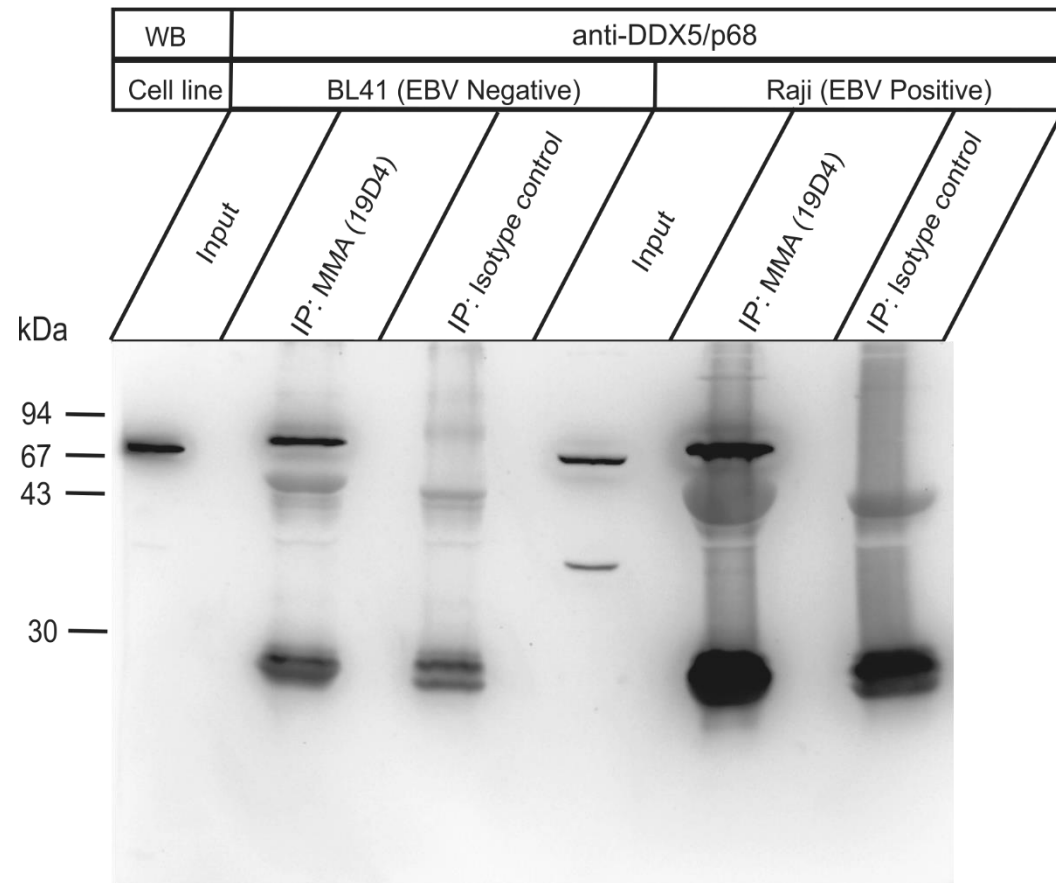 WB anti-DDX5/p68
Cell line BL41 (EBV Negative) Raji (EBV Positive)
Input
IP: MMA (19D4)
IP: Isotype control
Input
IP: MMA (19D4)
IP: Isotype control
kDa
94
67
43
30